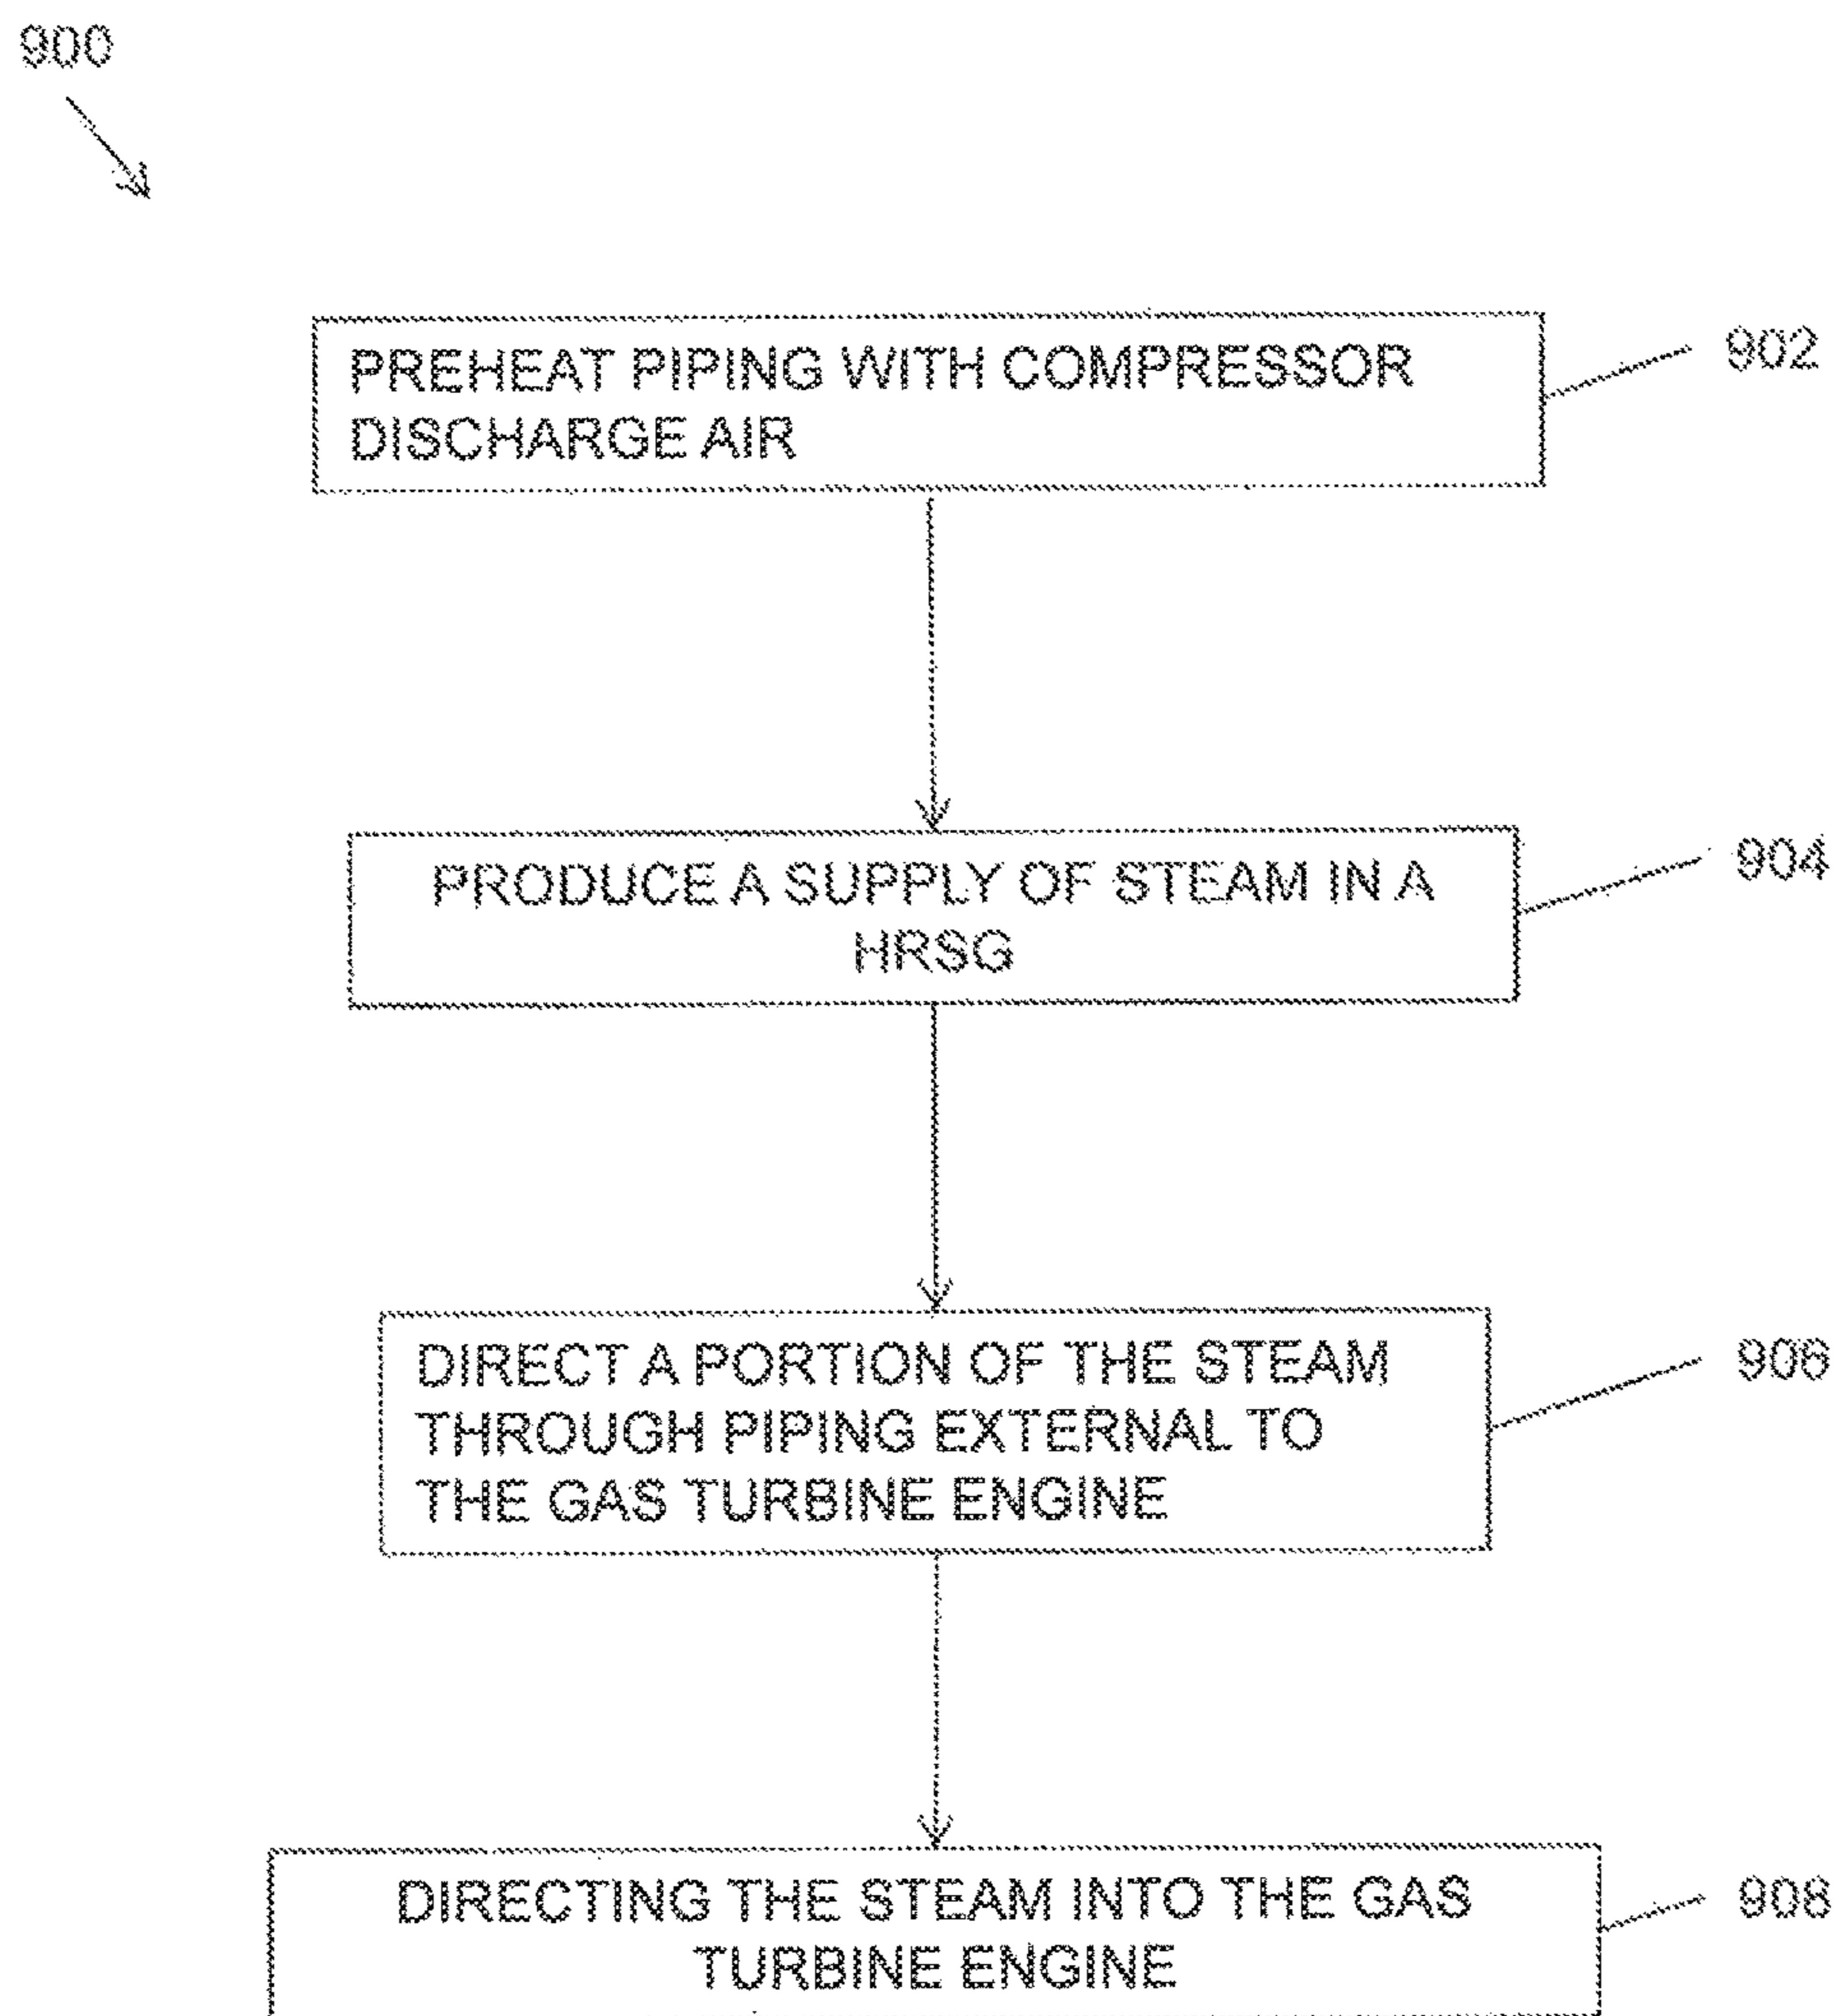 900
PREHEAT PIPING WITH COMPRESSOR
DISCHARGE AIR
902
PRODUCE A SUPPLY OF STEAM IN A
HRSG
904
DIRECT A PORTION OF THE STEAM
THROUGH PIPING EXTERNAL TO
THE GAS TURBINE ENGINE
906
DIRECTING THE STEAM INTO THE GAS
TURBINE ENGINE
908